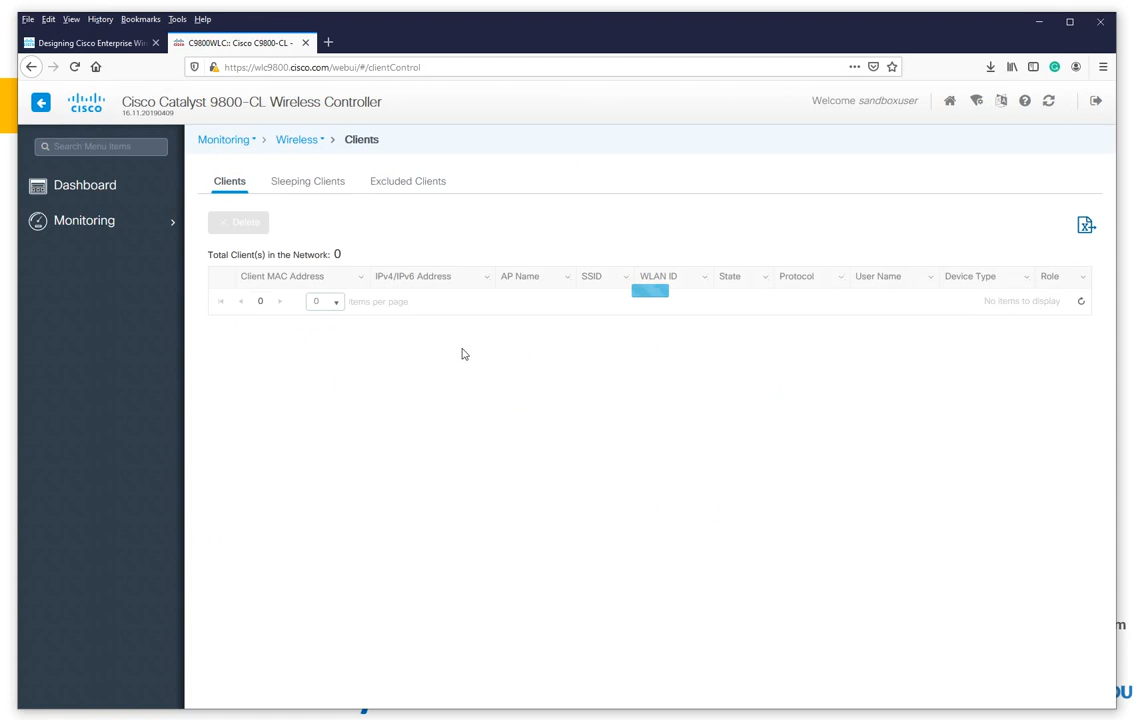 File Edit View History Bookmarks Tools Help
Designing Cisco Enterprise Wir
C9800WLC:: Cisco C9800-CL -
https://wlc9800.cisco.com/webui/#/clientControl
CISCO
Cisco Catalyst 9800-CL Wireless Controller
16.11.20190409
Welcome sandboxuser
Search Menu Items
Monitoring > Wireless > Clients
Dashboard
Monitoring
Clients Sleeping Clients Excluded Clients
× Delete
Total Client(s) in the Network: 0
Client MAC Address IPv4/IPv6 Address AP Name SSID WLAN ID State Protocol User Name Device Type Role
0 0 items per page No items to display
m
OU